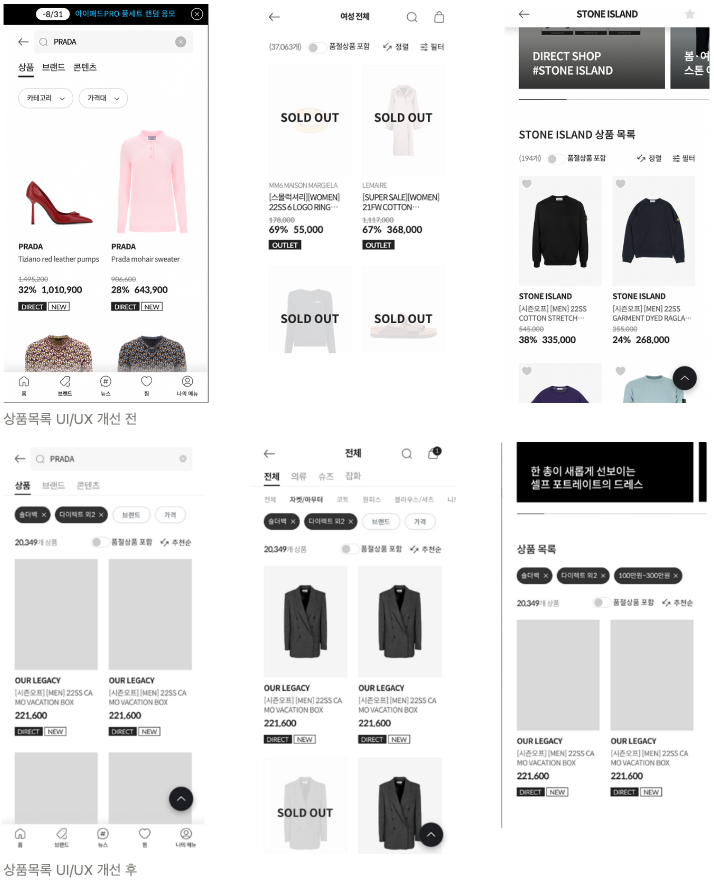 -8/31 아이패드PRO 풀세트 랜덤 응모
PRADA
상품 브랜드 콘텐츠
카테고리 가격대
PRADA
Tiziano red leather pumps
1,495,200
32% 1,010,900
DIRECT NEW
PRADA
Prada mohair sweater
906,600
28% 643,900
DIRECT NEW
홈 브랜드 뉴스 찜 나의 메뉴
여성 전체
(37,063개) 품절상품 포함 정렬 필터
SOLD OUT
MM6 MAISON MARGIELA
[스몰럭셔리][WOMEN]
22SS 6 LOGO RING…
178,000
69% 55,000
OUTLET
SOLD OUT
LEMAIRE
[SUPER SALE][WOMEN]
21FW COTTON…
1,117,000
67% 368,000
OUTLET
SOLD OUT
SOLD OUT
STONE ISLAND
DIRECT SHOP
#STONE ISLAND
봄·여
스톤 아
STONE ISLAND 상품 목록
(194개) 품절상품 포함 정렬 필터
STONE ISLAND
[시즌오프] [MEN] 22SS
COTTON STRETCH…
545,000
38% 335,000
STONE ISLAND
[시즌오프] [MEN] 22SS
GARMENT DYED RAGLA…
355,000
24% 268,000
상품목록 UI/UX 개선 전
PRADA
상품 브랜드 콘텐츠
숄더백 × 다이렉트 외2 × 브랜드 가격
20,349개 상품 품절상품 포함 추천순
OUR LEGACY
[시즌오프] [MEN] 22SS CA
MO VACATION BOX
221,600
DIRECT NEW
OUR LEGACY
[시즌오프] [MEN] 22SS CA
MO VACATION BOX
221,600
DIRECT NEW
홈 브랜드 뉴스 찜 나의 메뉴
전체 1
전체 의류 슈즈 잡화
전체 자켓/아우터 코트 원피스 블라우스/셔츠 니트
숄더백 × 다이렉트 외2 × 브랜드 가격
20,349개 상품 품절상품 포함 추천순
OUR LEGACY
[시즌오프] [MEN] 22SS CA
MO VACATION BOX
221,600
DIRECT NEW
OUR LEGACY
[시즌오프] [MEN] 22SS CA
MO VACATION BOX
221,600
DIRECT NEW
SOLD OUT
한 층이 새롭게 선보이는
셀프 포트레이트의 드레스
상품 목록
숄더백 × 다이렉트 외2 × 100만원~300만원 ×
20,349개 상품 품절상품 포함 추천순
OUR LEGACY
[시즌오프] [MEN] 22SS CA
MO VACATION BOX
221,600
DIRECT NEW
OUR LEGACY
[시즌오프] [MEN] 22SS CA
MO VACATION BOX
221,600
DIRECT NEW
상품목록 UI/UX 개선 후